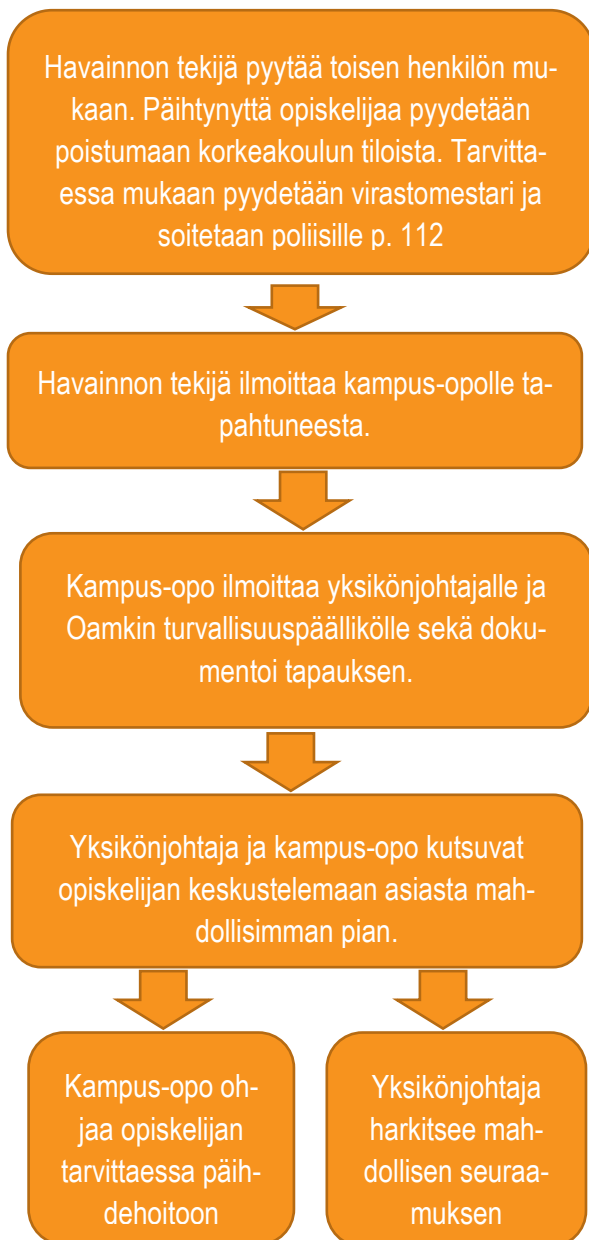 Havainnon tekijä pyytää toisen henkilön mu-
kaan. Päihtynyttä opiskelijaa pyydetään
poistumaan korkeakoulun tiloista. Tarvitta-
essa mukaan pyydetään virastomestari ja
soitetaan poliisille p. 112
Havainnon tekijä ilmoittaa kampus-opolle ta-
pahtuneesta.
Kampus-opo ilmoittaa yksikönjohtajalle ja
Oamkin turvallisuuspäällikölle sekä doku-
mentoi tapauksen.
Yksikönjohtaja ja kampus-opo kutsuvat
opiskelijan keskustelemaan asiasta mah-
dollisimman pian.
Kampus-opo oh-
jaa opiskelijan
tarvittaessa päih-
dehoitoon
Yksikönjohtaja
harkitsee mah-
dollisen seuraa-
muksen